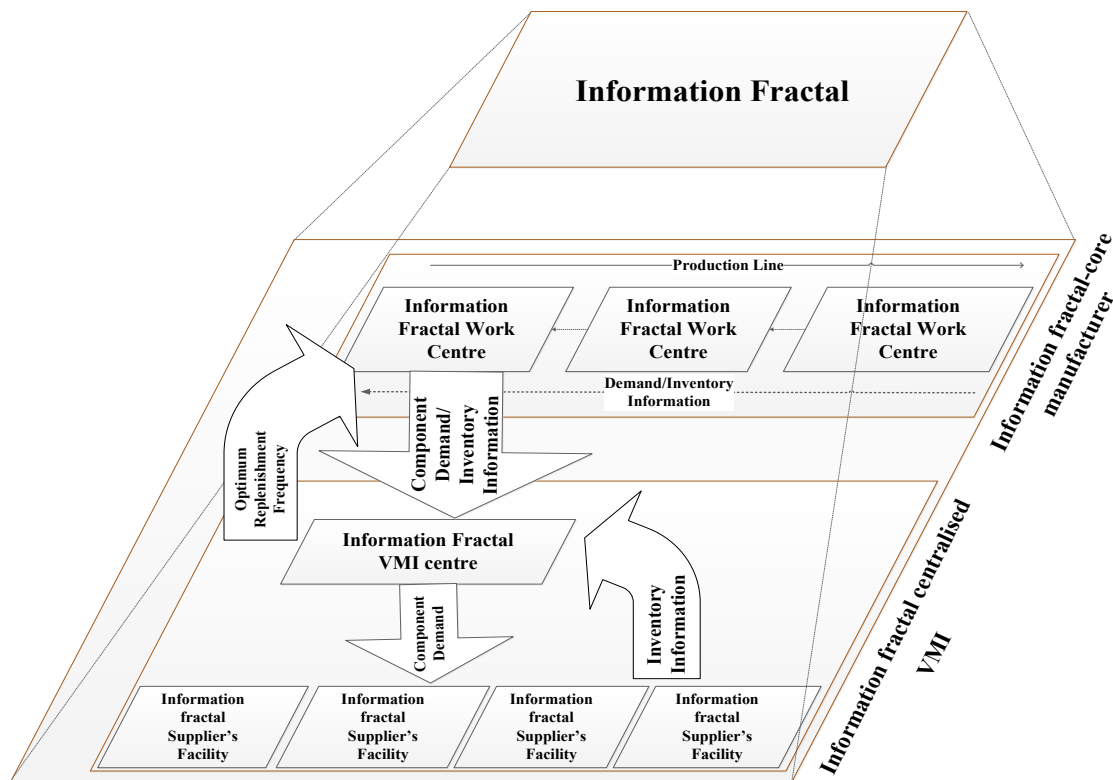 Information Fractal
Production Line
Information
Fractal Work
Centre
Information
Fractal Work
Centre
Information
Fractal Work
Centre
Demand/Inventory
Information
Information fractal-core
manufacturer
Optimum
Replenishment
Frequency
Component
Demand/
Inventory
Information
Information Fractal
VMI centre
Component
Demand
Inventory
Information
Information fractal centralised
VMI
Information
fractal
Supplier’s
Facility
Information
fractal
Supplier’s
Facility
Information
fractal
Supplier’s
Facility
Information
fractal
Supplier’s
Facility